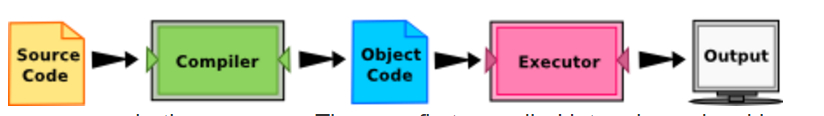 Source
Code
Compiler
Object
Code
Executor
Output